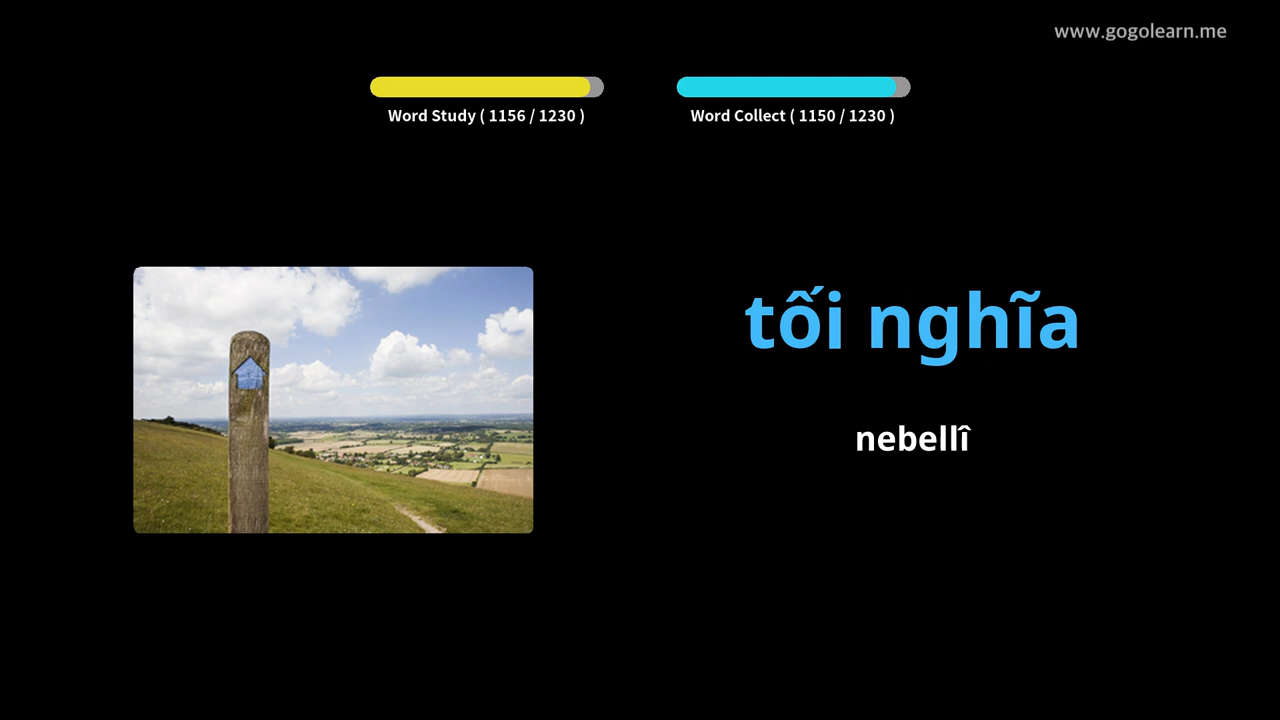 www.gogolearn.me
Word Study ( 1156 / 1230 )
Word Collect ( 1150 / 1230 )
tối nghĩa
nebellî